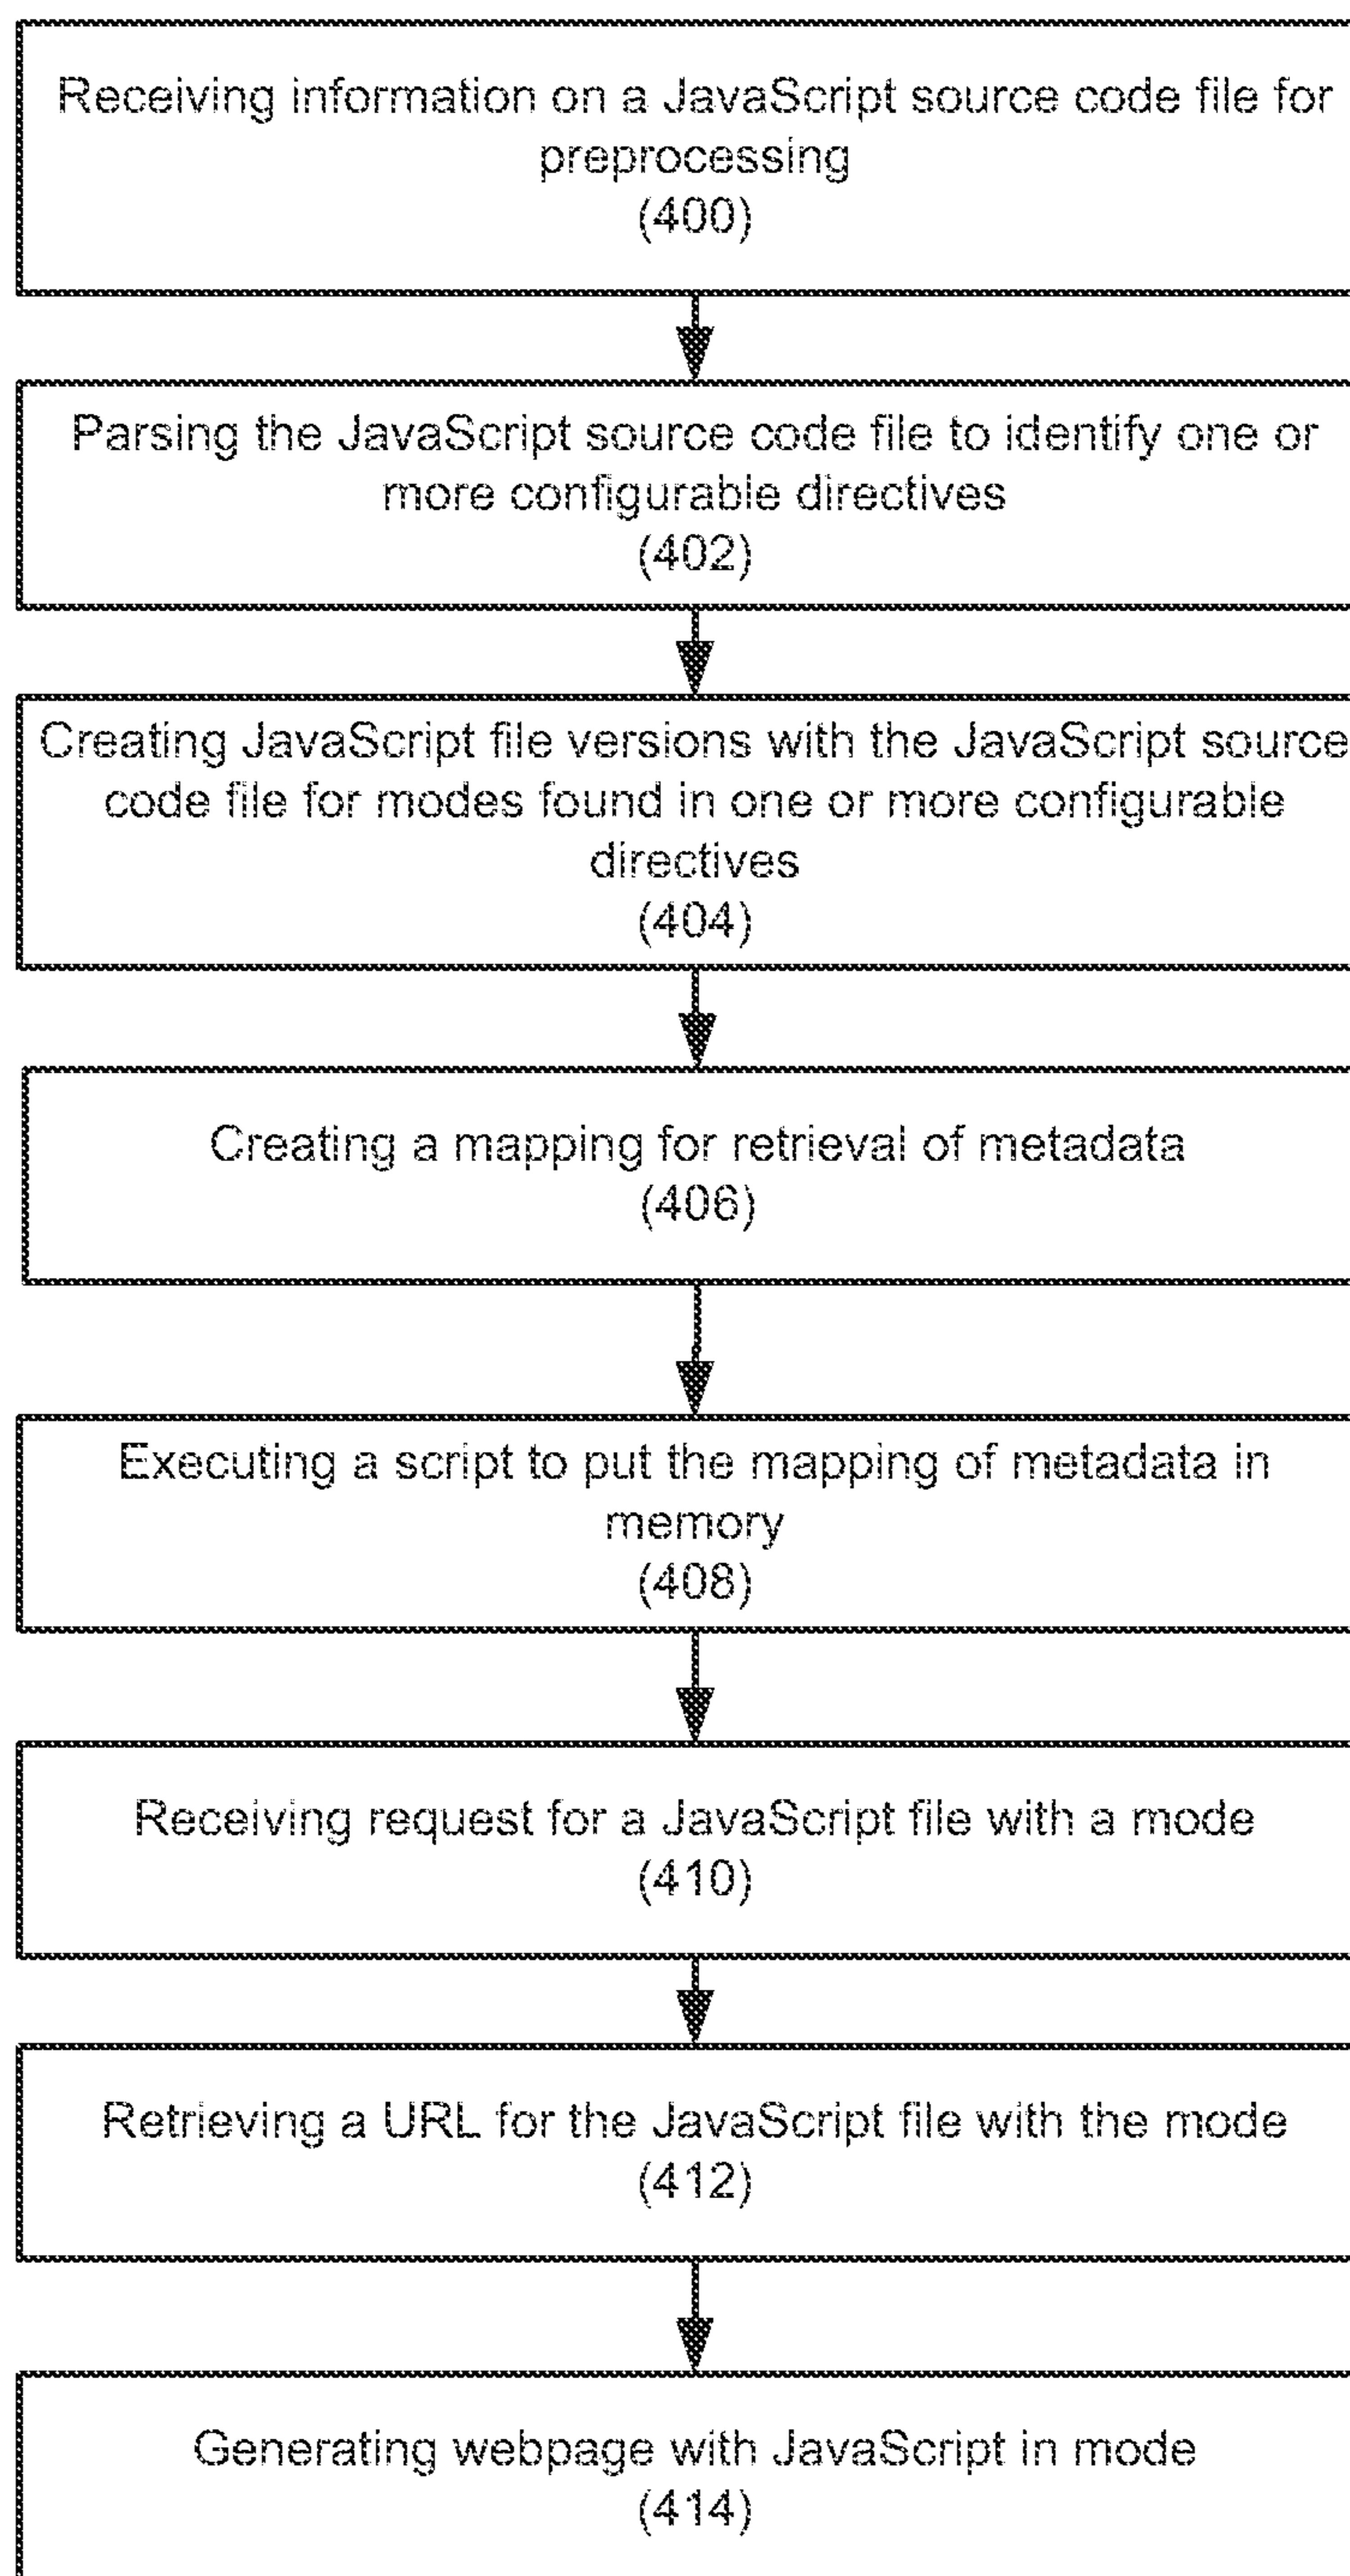 Receiving information on a JavaScript source code file for
preprocessing
(400)
Parsing the JavaScript source code file to identify one or
more configurable directives
(402)
Creating JavaScript file versions with the JavaScript source
code file for modes found in one or more configurable
directives
(404)
Creating a mapping for retrieval of metadata
(406)
Executing a script to put the mapping of metadata in
memory
(408)
Receiving request for a JavaScript file with a mode
(410)
Retrieving a URL for the JavaScript file with the mode
(412)
Generating webpage with JavaScript in mode
(414)